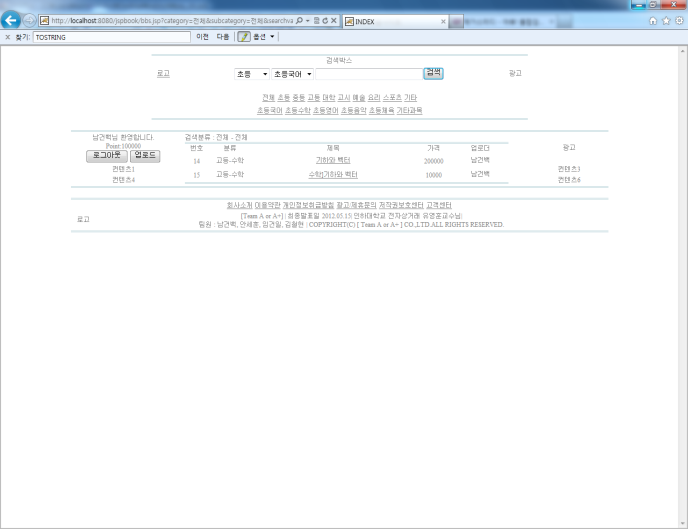 http://localhost:8080/jspbook/bbs.jsp?category=전체&subcategory=전체&searchva
INDEX
찾기: TOSTRING 이전 다음 옵션
검색박스
로고 초등 초등국어 검색 광고
전체 초등 중등 고등 대학 고시 예술 요리 스포츠 기타
초등국어 초등수학 초등영어 초등음악 초등체육 기타과목
남건백님 환영합니다.
Point:100000
로그아웃 업로드
컨텐츠1
컨텐츠4
검색분류 : 전체 - 전체
번호 분류 제목 가격 업로더
14 고등-수학 기하와 벡터 200000 남건백
15 고등-수학 수학]기하와 벡터 10000 남건백
광고
컨텐츠3
컨텐츠6
회사소개 이용약관 개인정보취급방침 광고|제휴문의 저작권보호센터 고객센터
로고
[Team A or A+] | 최종발표일 2012.05.15| 인하대학교 전자상거래 유영훈교수님|
팀원 : 남건백, 안세훈, 임건일, 김철현 | COPYRIGHT(C) [ Team A or A+ ] CO.,LTD.ALL RIGHTS RESERVED.